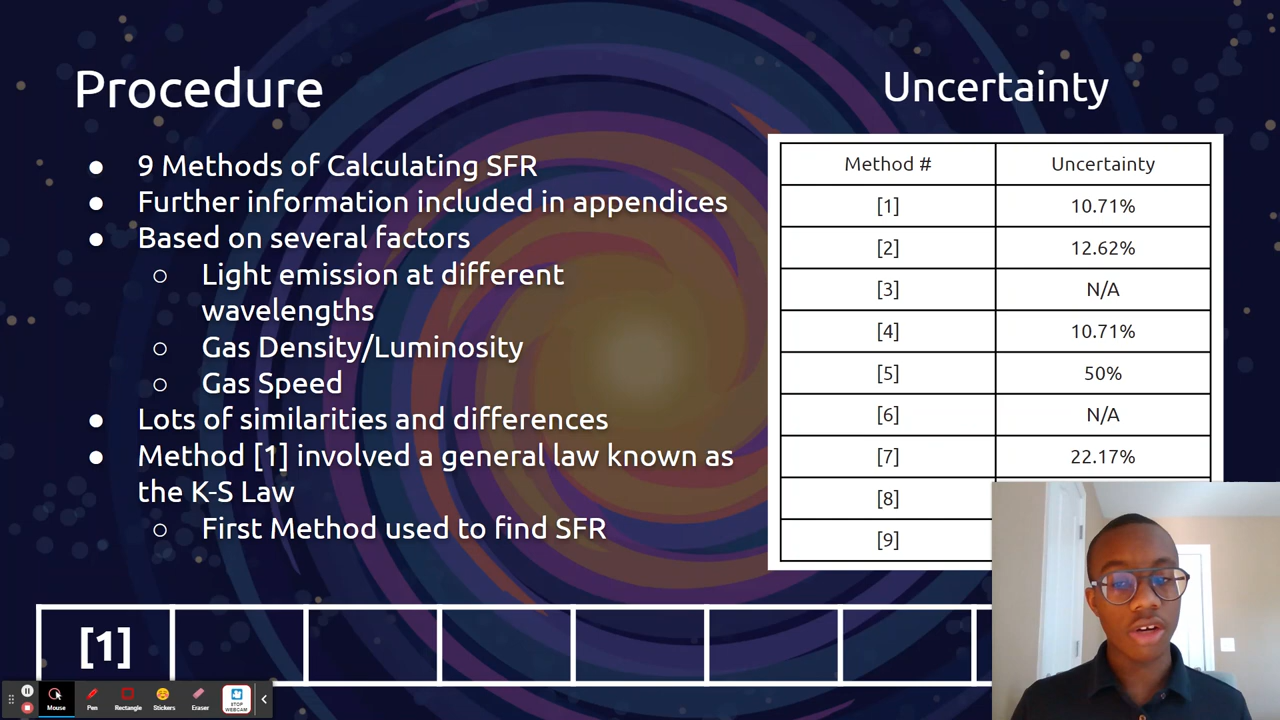 Procedure
● 9 Methods of Calculating SFR
● Further information included in appendices
● Based on several factors
○ Light emission at different
wavelengths
○ Gas Density/Luminosity
○ Gas Speed
● Lots of similarities and differences
● Method [1] involved a general law known as
the K-S Law
○ First Method used to find SFR
Uncertainty
Method # Uncertainty
[1] 10.71%
[2] 12.62%
[3] N/A
[4] 10.71%
[5] 50%
[6] N/A
[7] 22.17%
[8]
[9]
[1]
Mouse Pen Rectangle Stickers Eraser STOP
WEBCAM